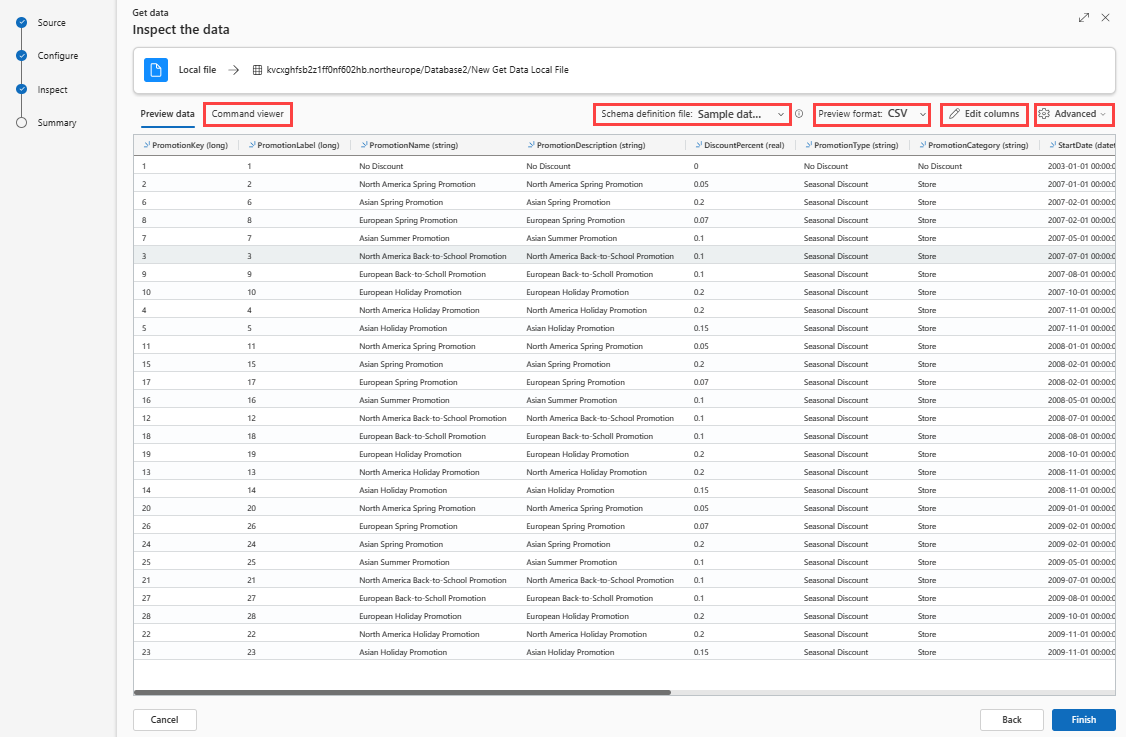 Source
Configure
Inspect
Summary
Get data
Inspect the data
Local file → kvcxghfsb2z1ff0nf602hb.northeurope/Database2/New Get Data Local File
Preview data Command viewer Schema definition file: Sample dat... Preview format: CSV Edit columns Advanced
PromotionKey (long) PromotionLabel (long) PromotionName (string) PromotionDescription (string) DiscountPercent (real) PromotionType (string) PromotionCategory (string) StartDate (datet
1 1 No Discount No Discount 0 No Discount No Discount 2003-01-01 00:00:0
2 2 North America Spring Promotion North America Spring Promotion 0.05 Seasonal Discount Store 2007-01-01 00:00:0
6 6 Asian Spring Promotion Asian Spring Promotion 0.2 Seasonal Discount Store 2007-02-01 00:00:0
8 8 European Spring Promotion European Spring Promotion 0.07 Seasonal Discount Store 2007-02-01 00:00:0
7 7 Asian Summer Promotion Asian Summer Promotion 0.1 Seasonal Discount Store 2007-05-01 00:00:0
3 3 North America Back-to-School Promotion North America Back-to-School Promotion 0.1 Seasonal Discount Store 2007-07-01 00:00:0
9 9 European Back-to-Scholl Promotion European Back-to-Scholl Promotion 0.1 Seasonal Discount Store 2007-08-01 00:00:0
10 10 European Holiday Promotion European Holiday Promotion 0.2 Seasonal Discount Store 2007-10-01 00:00:0
4 4 North America Holiday Promotion North America Holiday Promotion 0.2 Seasonal Discount Store 2007-11-01 00:00:0
5 5 Asian Holiday Promotion Asian Holiday Promotion 0.15 Seasonal Discount Store 2007-11-01 00:00:0
11 11 North America Spring Promotion North America Spring Promotion 0.05 Seasonal Discount Store 2008-01-01 00:00:0
15 15 Asian Spring Promotion Asian Spring Promotion 0.2 Seasonal Discount Store 2008-02-01 00:00:0
17 17 European Spring Promotion European Spring Promotion 0.07 Seasonal Discount Store 2008-02-01 00:00:0
16 16 Asian Summer Promotion Asian Summer Promotion 0.1 Seasonal Discount Store 2008-05-01 00:00:0
12 12 North America Back-to-School Promotion North America Back-to-School Promotion 0.1 Seasonal Discount Store 2008-07-01 00:00:0
18 18 European Back-to-Scholl Promotion European Back-to-Scholl Promotion 0.1 Seasonal Discount Store 2008-08-01 00:00:0
19 19 European Holiday Promotion European Holiday Promotion 0.2 Seasonal Discount Store 2008-10-01 00:00:0
13 13 North America Holiday Promotion North America Holiday Promotion 0.2 Seasonal Discount Store 2008-11-01 00:00:0
14 14 Asian Holiday Promotion Asian Holiday Promotion 0.15 Seasonal Discount Store 2008-11-01 00:00:0
20 20 North America Spring Promotion North America Spring Promotion 0.05 Seasonal Discount Store 2009-01-01 00:00:0
26 26 European Spring Promotion European Spring Promotion 0.07 Seasonal Discount Store 2009-02-01 00:00:0
24 24 Asian Spring Promotion Asian Spring Promotion 0.2 Seasonal Discount Store 2009-02-01 00:00:0
25 25 Asian Summer Promotion Asian Summer Promotion 0.1 Seasonal Discount Store 2009-05-01 00:00:0
21 21 North America Back-to-School Promotion North America Back-to-School Promotion 0.1 Seasonal Discount Store 2009-07-01 00:00:0
27 27 European Back-to-Scholl Promotion European Back-to-Scholl Promotion 0.1 Seasonal Discount Store 2009-08-01 00:00:0
28 28 European Holiday Promotion European Holiday Promotion 0.2 Seasonal Discount Store 2009-10-01 00:00:0
22 22 North America Holiday Promotion North America Holiday Promotion 0.2 Seasonal Discount Store 2009-11-01 00:00:0
23 23 Asian Holiday Promotion Asian Holiday Promotion 0.15 Seasonal Discount Store 2009-11-01 00:00:0
Cancel Back Finish